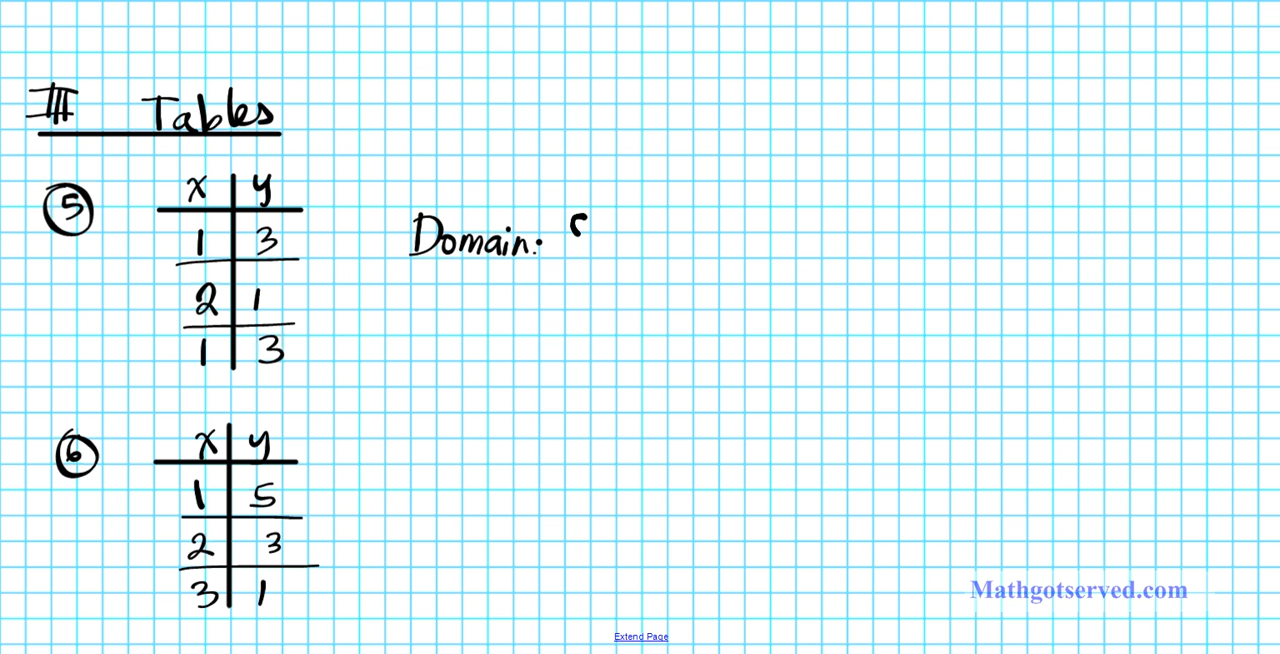 III Tables
5
x y
1 3
2 1
1 3
Domain:
6
x y
1 5
2 3
3 1
Mathgotserved.com
Extend Page